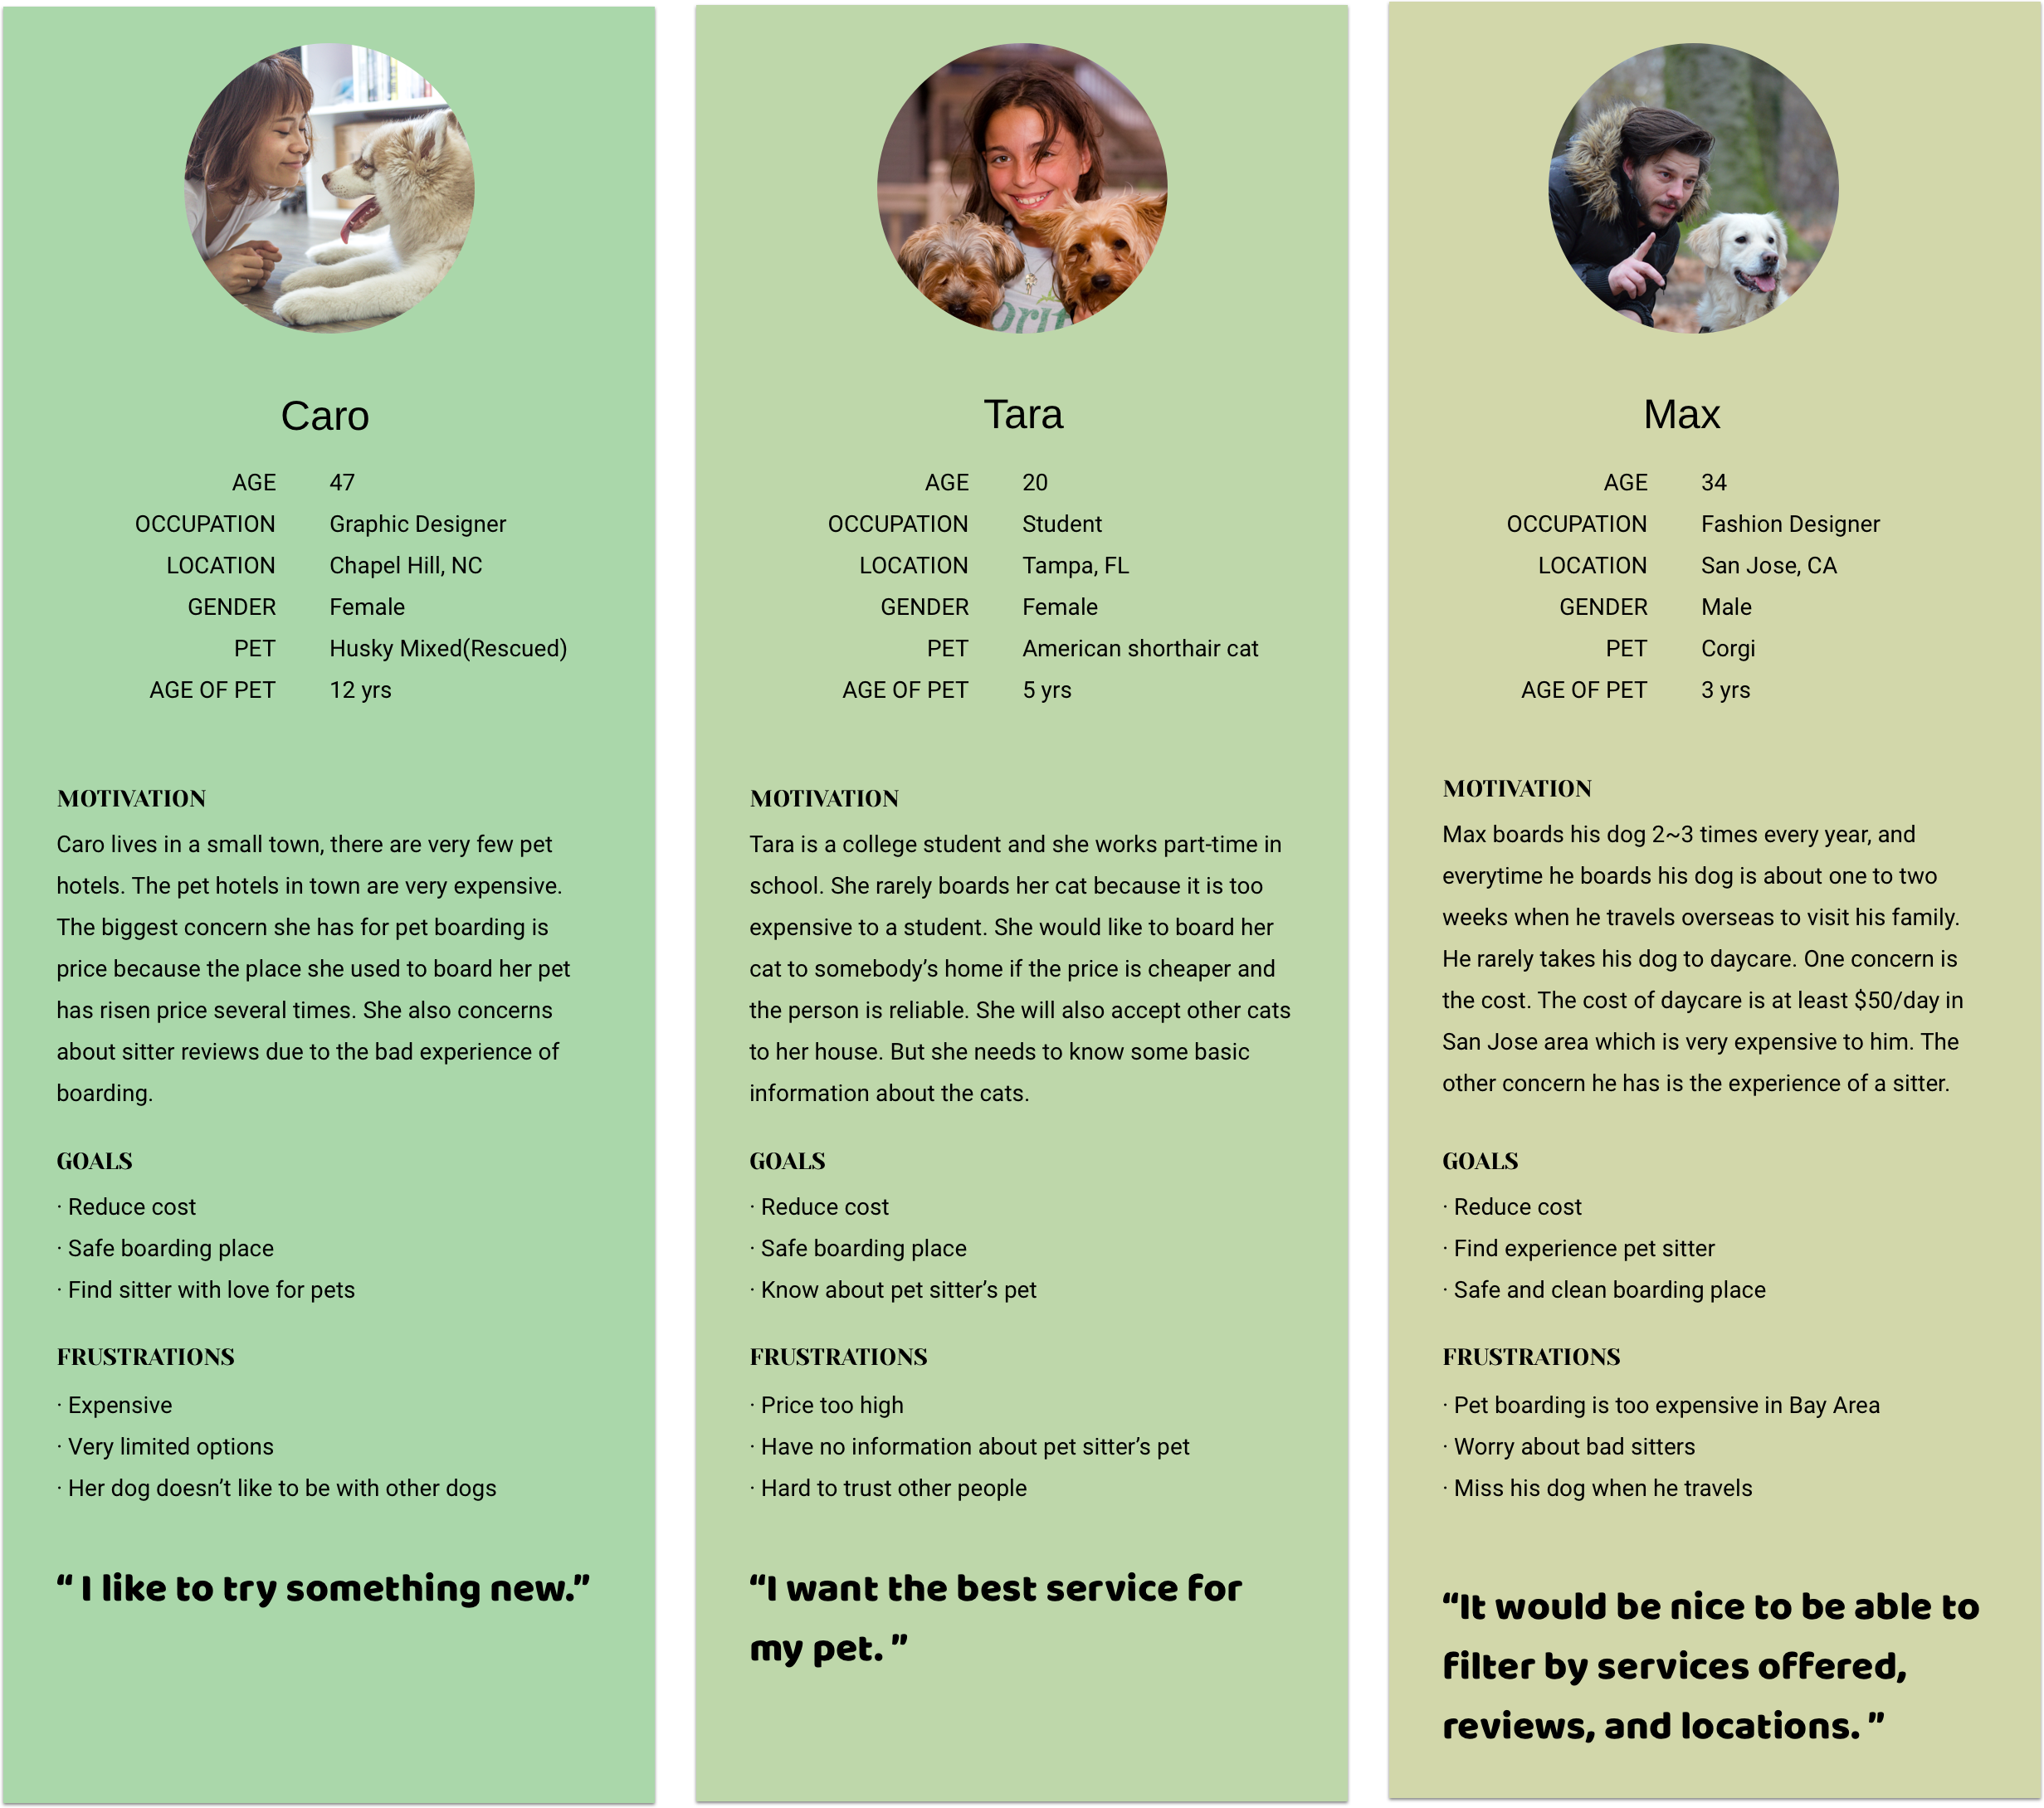 Caro
AGE 47
OCCUPATION Graphic Designer
LOCATION Chapel Hill, NC
GENDER Female
PET Husky Mixed(Rescued)
AGE OF PET 12 yrs
MOTIVATION
Caro lives in a small town, there are very few pet
hotels. The pet hotels in town are very expensive.
The biggest concern she has for pet boarding is
price because the place she used to board her pet
has risen price several times. She also concerns
about sitter reviews due to the bad experience of
boarding.
GOALS
· Reduce cost
· Safe boarding place
· Find sitter with love for pets
FRUSTRATIONS
· Expensive
· Very limited options
· Her dog doesn’t like to be with other dogs
“ I like to try something new.”
Tara
AGE 20
OCCUPATION Student
LOCATION Tampa, FL
GENDER Female
PET American shorthair cat
AGE OF PET 5 yrs
MOTIVATION
Tara is a college student and she works part-time in
school. She rarely boards her cat because it is too
expensive to a student. She would like to board her
cat to somebody’s home if the price is cheaper and
the person is reliable. She will also accept other cats
to her house. But she needs to know some basic
information about the cats.
GOALS
· Reduce cost
· Safe boarding place
· Know about pet sitter’s pet
FRUSTRATIONS
· Price too high
· Have no information about pet sitter’s pet
· Hard to trust other people
“I want the best service for
my pet. ”
Max
AGE 34
OCCUPATION Fashion Designer
LOCATION San Jose, CA
GENDER Male
PET Corgi
AGE OF PET 3 yrs
MOTIVATION
Max boards his dog 2~3 times every year, and
everytime he boards his dog is about one to two
weeks when he travels overseas to visit his family.
He rarely takes his dog to daycare. One concern is
the cost. The cost of daycare is at least $50/day in
San Jose area which is very expensive to him. The
other concern he has is the experience of a sitter.
GOALS
· Reduce cost
· Find experience pet sitter
· Safe and clean boarding place
FRUSTRATIONS
· Pet boarding is too expensive in Bay Area
· Worry about bad sitters
· Miss his dog when he travels
“It would be nice to be able to
filter by services offered,
reviews, and locations. ”